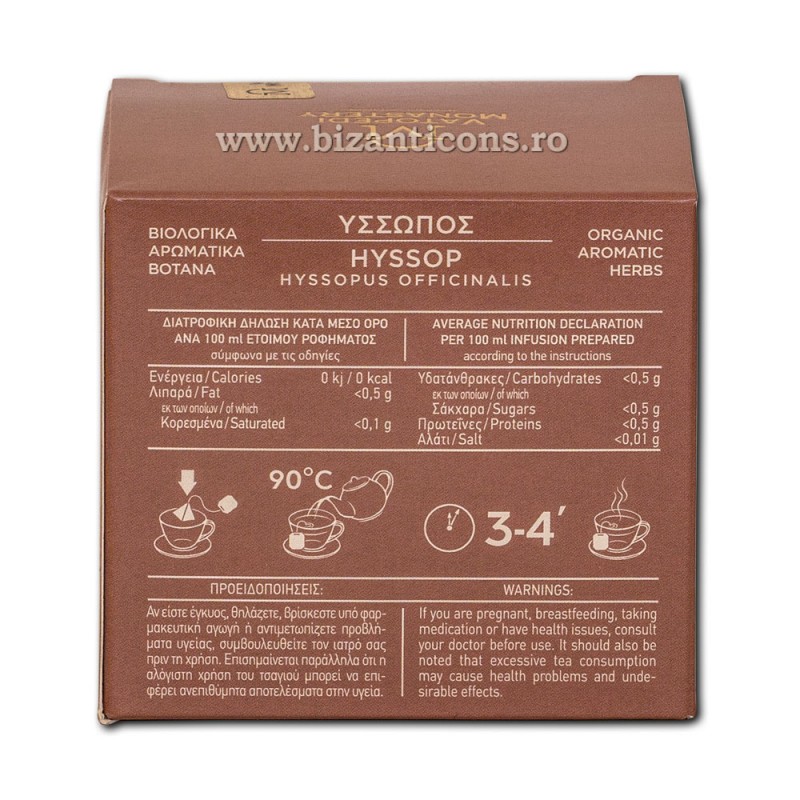 VATOPEDI
MONASTERY
www.bizanticons.ro
ΒΙΟΛΟΓΙΚΑ
ΑΡΩΜΑΤΙΚΑ
ΒΟΤΑΝΑ
ΥΣΣΩΠΟΣ
HYSSOP
HYSSOPUS OFFICINALIS
ORGANIC
AROMATIC
HERBS
ΔΙΑΤΡΟΦΙΚΗ ΔΗΛΩΣΗ ΚΑΤΑ ΜΕΣΟ ΟΡΟ
ΑΝΑ 100 ml ΕΤΟΙΜΟΥ ΡΟΦΗΜΑΤΟΣ
σύμφωνα με τις οδηγίες
AVERAGE NUTRITION DECLARATION
PER 100 ml INFUSION PREPARED
according to the instructions
Ενέργεια/Calories 0 kj/0 kcal
Λιπαρά/Fat <0,5 g
εκ των οποίων/of which
Κορεσμένα/Saturated <0,1 g
Υδατάνθρακες/Carbohydrates <0,5 g
εκ των οποίων/of which
Σάκχαρα/Sugars <0,5 g
Πρωτεΐνες/Proteins <0,5 g
Αλάτι/Salt <0,01 g
90°C
3-4΄
ΠΡΟΕΙΔΟΠΟΙΗΣΕΙΣ:
Αν είστε έγκυος, θηλάζετε, βρίσκεστε υπό φαρ-
μακευτική αγωγή ή αντιμετωπίζετε προβλή-
ματα υγείας, συμβουλευθείτε τον ιατρό σας
πριν τη χρήση. Επισημαίνεται παράλληλα ότι η
αλόγιστη χρήση του τσαγιού μπορεί να επι-
φέρει ανεπιθύμητα αποτελέσματα στην υγεία.
WARNINGS:
If you are pregnant, breastfeeding, taking
medication or have health issues, consult
your doctor before use. It should also be
noted that excessive tea consumption
may cause health problems and unde-
sirable effects.